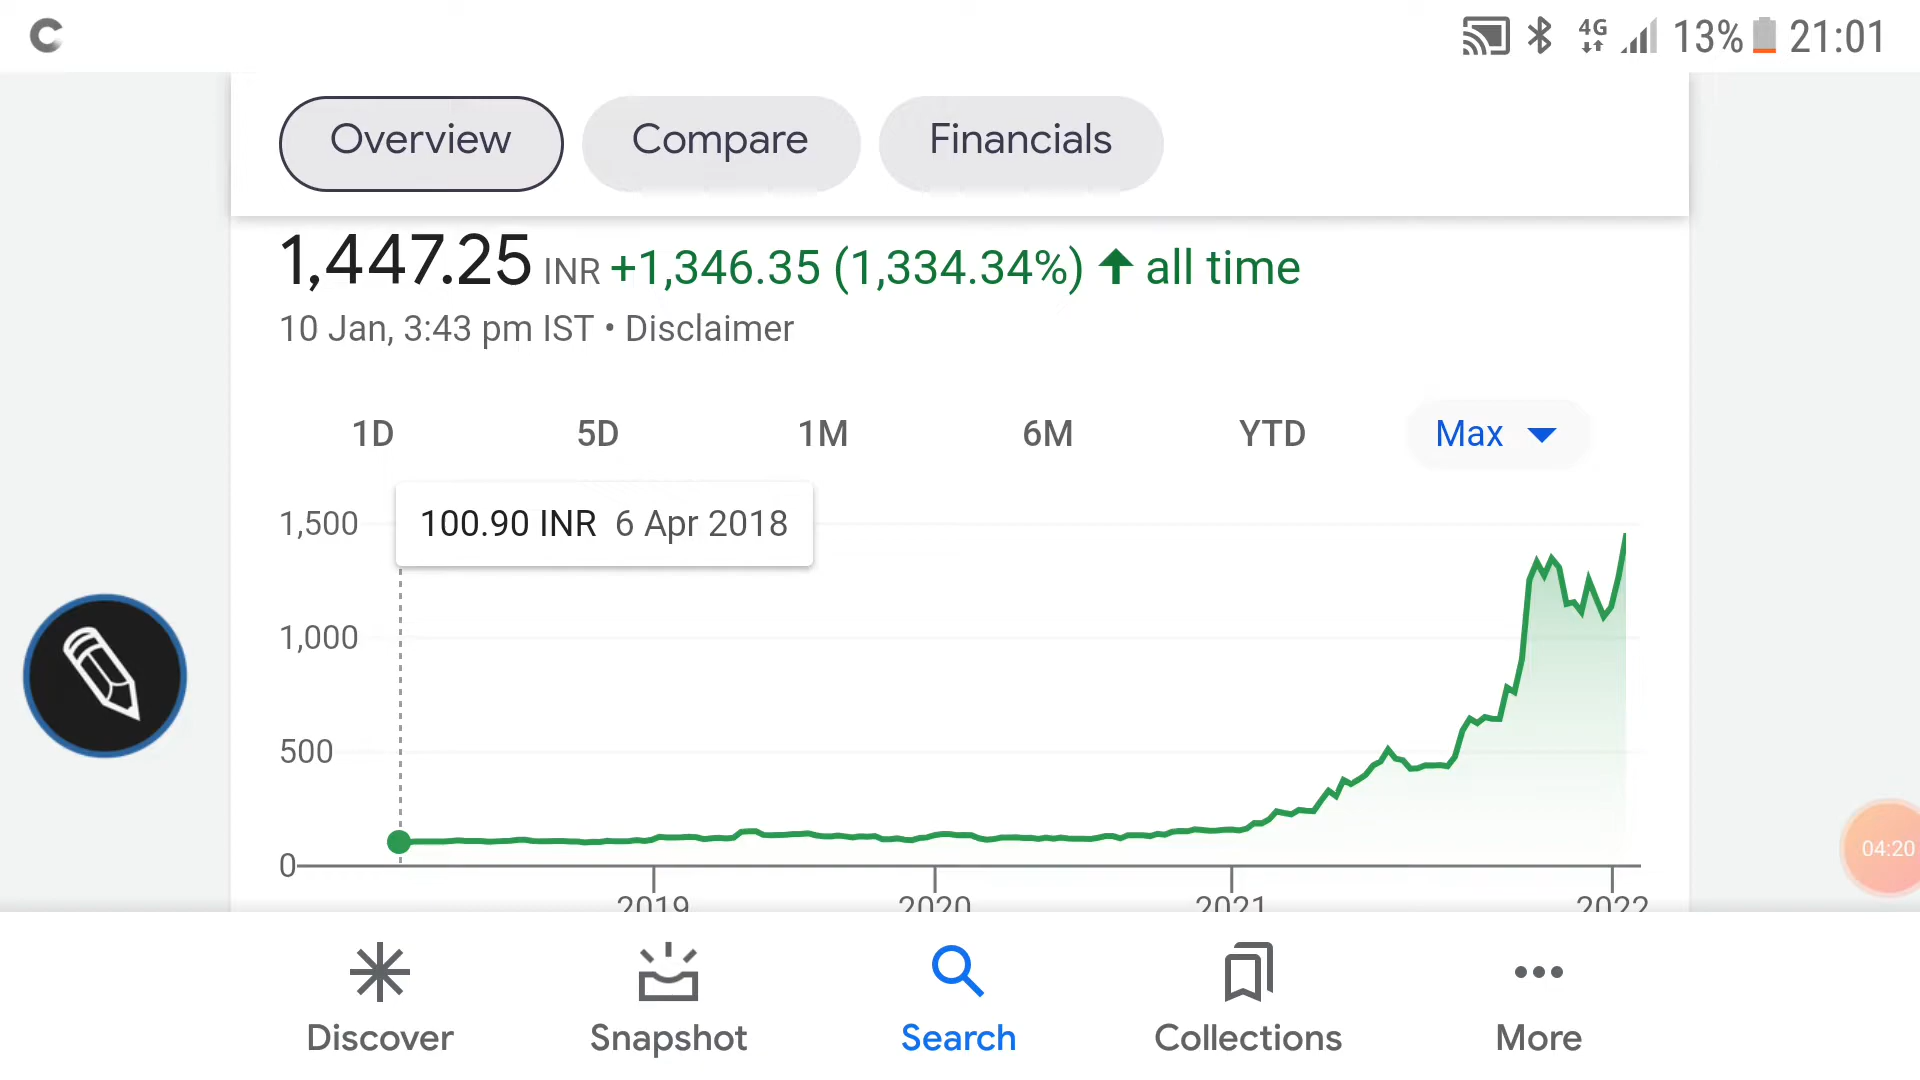 4G 13% 21:01
Overview Compare Financials
1,447.25 INR +1,346.35 (1,334.34%) ↑ all time
10 Jan, 3:43 pm IST • Disclaimer
1D 5D 1M 6M YTD Max
100.90 INR 6 Apr 2018
1,500
1,000
500
0
2019 2020 2021 2022
04:20
Discover Snapshot Search Collections More